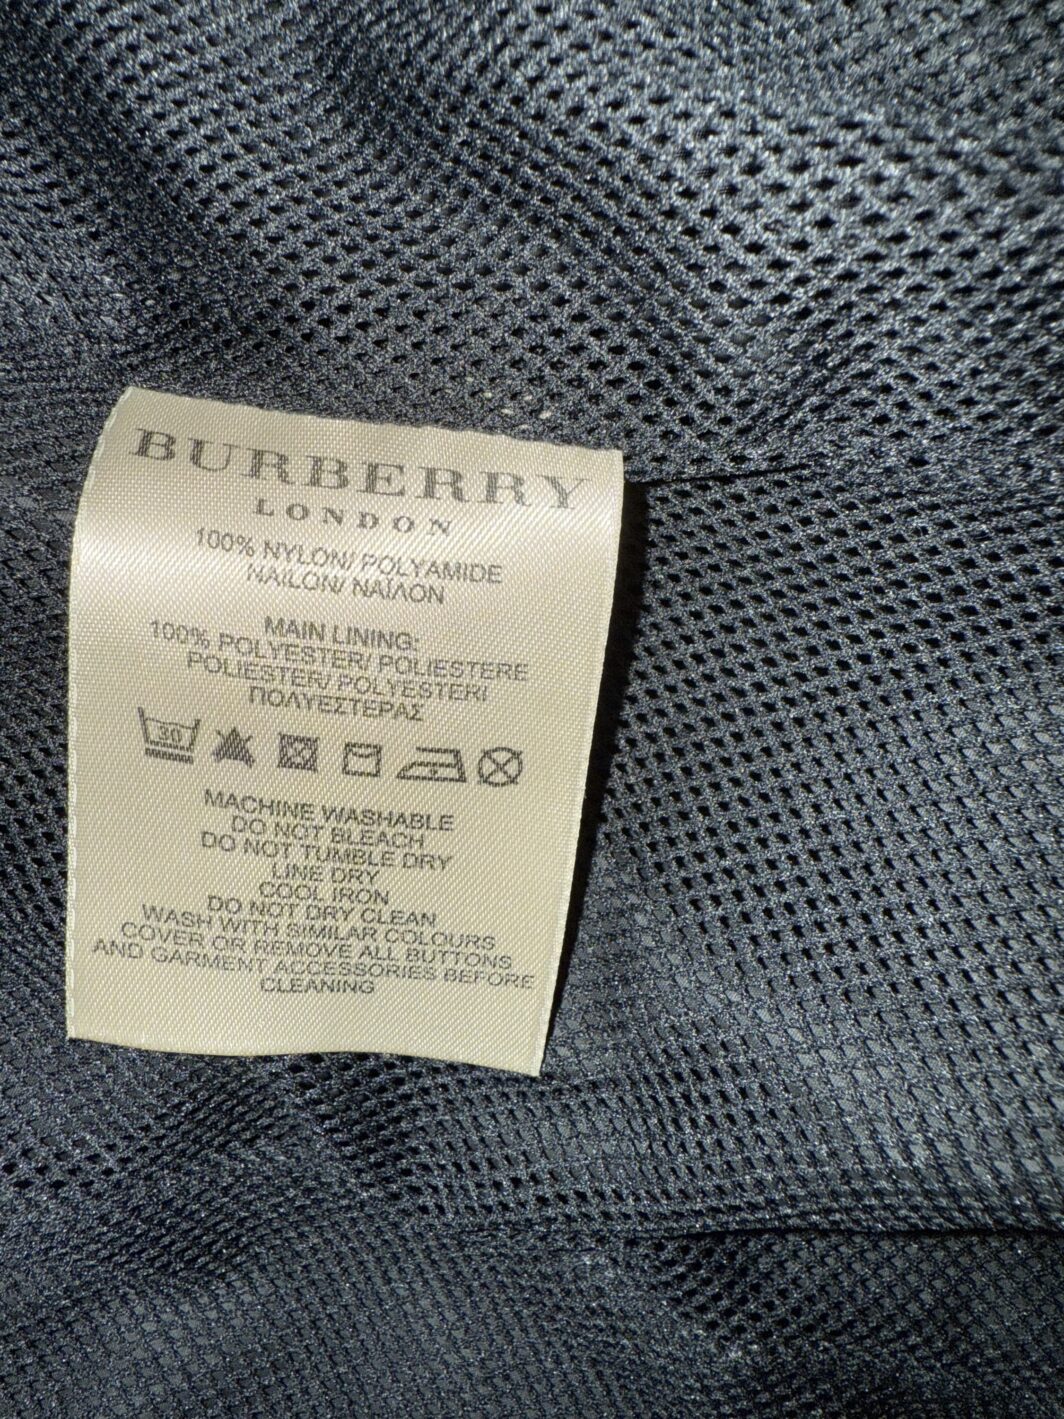 BURBERRY
LONDON
100% NYLON/ POLYAMIDE
NAILON/ ΝΑΪΛΟΝ
MAIN LINING:
100% POLYESTER/ POLIESTERE
POLIESTER/ POLYESTERI
ΠΟΛΥΕΣΤΕΡΑΣ
30
MACHINE WASHABLE
DO NOT BLEACH
DO NOT TUMBLE DRY
LINE DRY
COOL IRON
DO NOT DRY CLEAN
WASH WITH SIMILAR COLOURS
COVER OR REMOVE ALL BUTTONS
AND GARMENT ACCESSORIES BEFORE
CLEANING